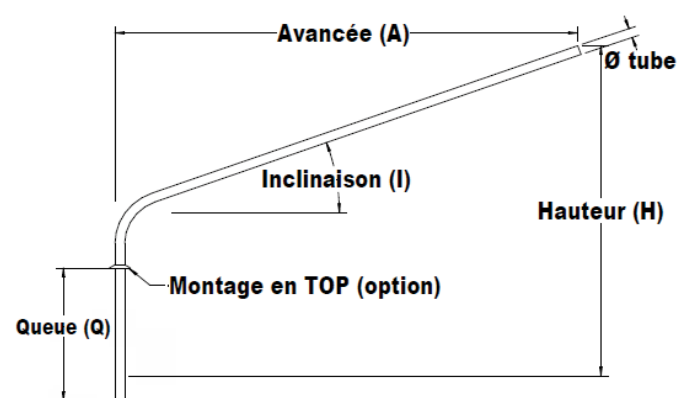 Avancée (A)
Ø tube
Inclinaison (I)
Hauteur (H)
Montage en TOP (option)
Queue (Q)